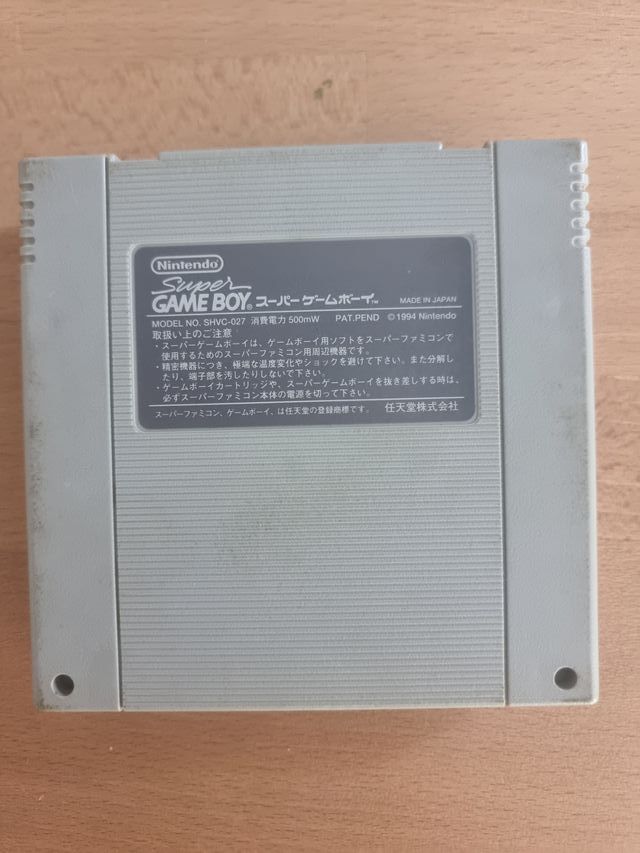 Nintendo
Super
GAME BOY® スーパーゲームボーイ™ MADE IN JAPAN
MODEL NO. SHVC-027 消費電力500mW PAT.PEND ©1994 Nintendo
取扱い上のご注意
・スーパーゲームボーイは、ゲームボーイ用ソフトをスーパーファミコンで
使用するためのスーパーファミコン用周辺機器です。
・精密機器につき、極端な温度変化やショックを避けて下さい。また分解し
たり、端子部を汚したりしないで下さい。
・ゲームボーイカートリッジや、スーパーゲームボーイを抜き差しする時は、
必ずスーパーファミコン本体の電源を切って下さい。
スーパーファミコン、ゲームボーイ、は任天堂の登録商標です。 任天堂株式会社